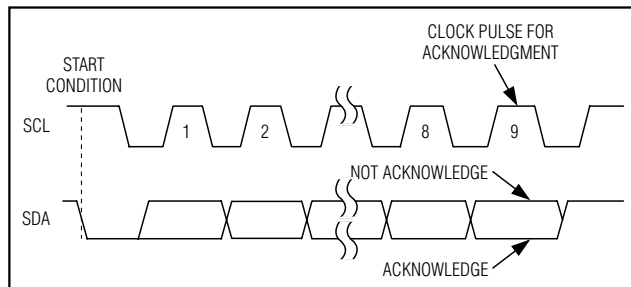 CLOCK PULSE FOR
ACKNOWLEDGMENT
START
CONDITION
SCL
1
2
8
9
NOT ACKNOWLEDGE
SDA
ACKNOWLEDGE